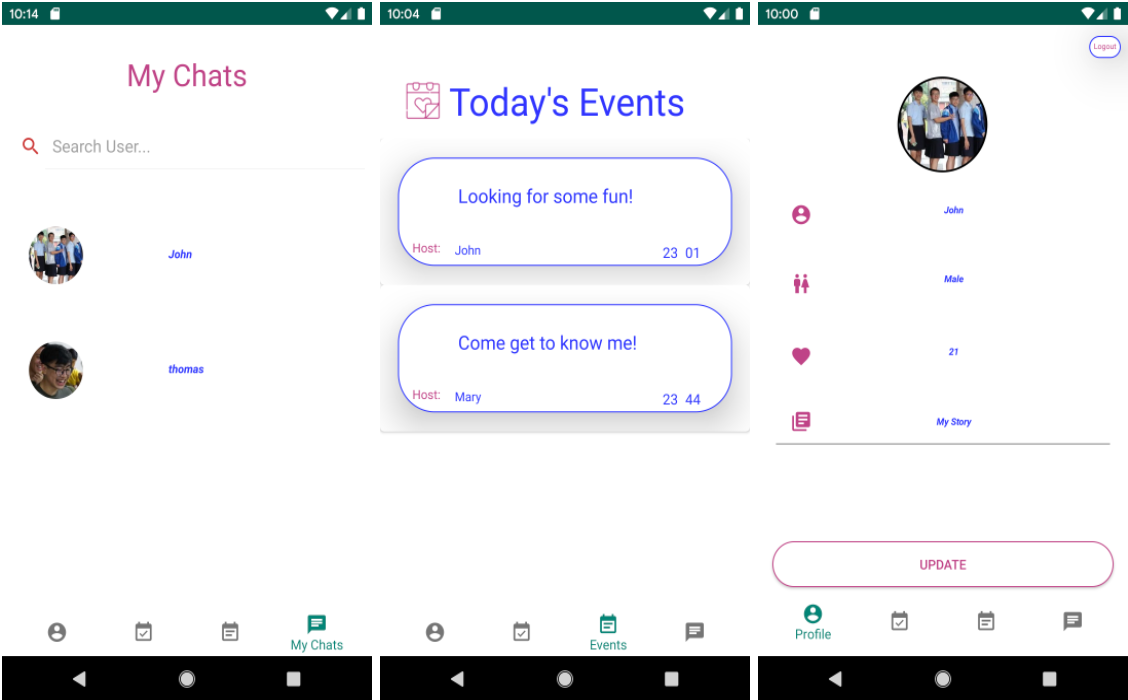 10:14
My Chats
Search User...
John
thomas
My Chats
10:04
Today's Events
Looking for some fun!
Host: John 23 01
Come get to know me!
Host: Mary 23 44
Events
10:00
Logout
John
Male
21
My Story
UPDATE
Profile